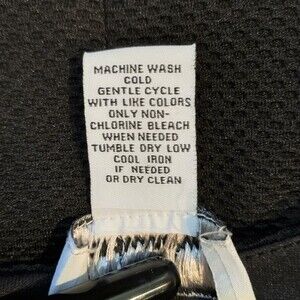 MACHINE WASH
COLD
GENTLE CYCLE
WITH LIKE COLORS
ONLY NON-
CHLORINE BLEACH
WHEN NEEDED
TUMBLE DRY LOW
COOL IRON
IF NEEDED
OR DRY CLEAN